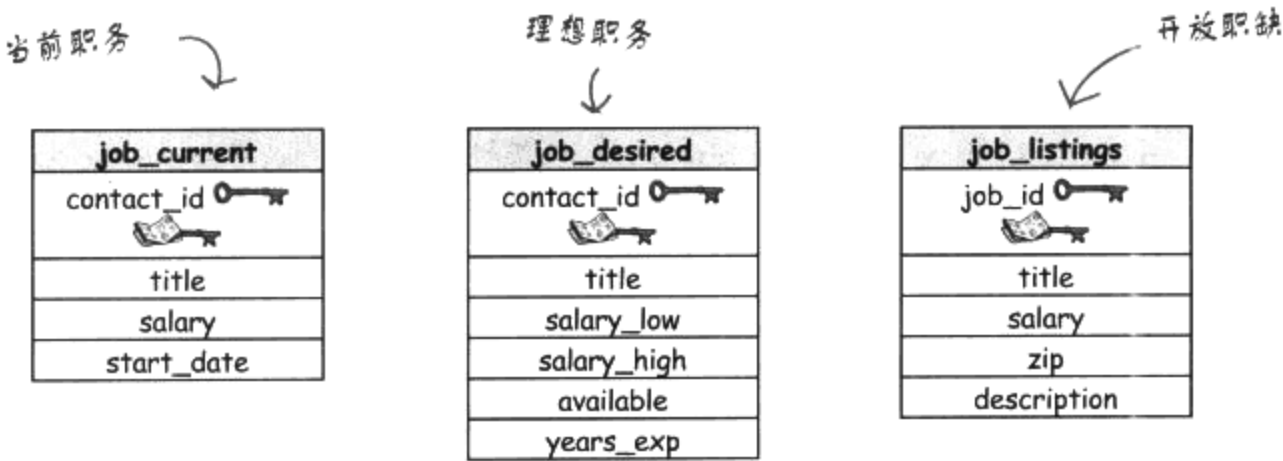 当前职务
理想职务
开放职缺
job_current
contact_id
title
salary
start_date
job_desired
contact_id
title
salary_low
salary_high
available
years_exp
job_listings
job_id
title
salary
zip
description